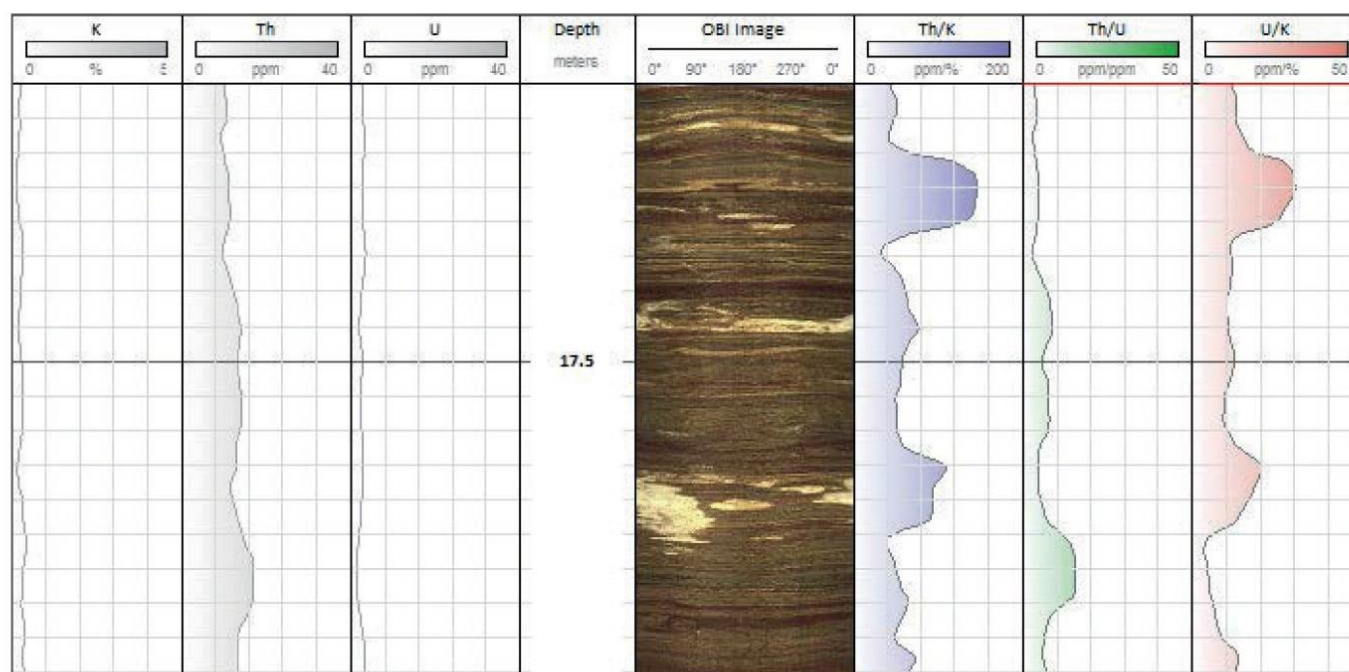 K Th U Depth OBI Image Th/K Th/U U/K
0 % 5 0 ppm 40 0 ppm 40 meters 0° 90° 180° 270° 0° 0 ppm/% 200 0 ppm/ppm 50 0 ppm/% 50
17.5